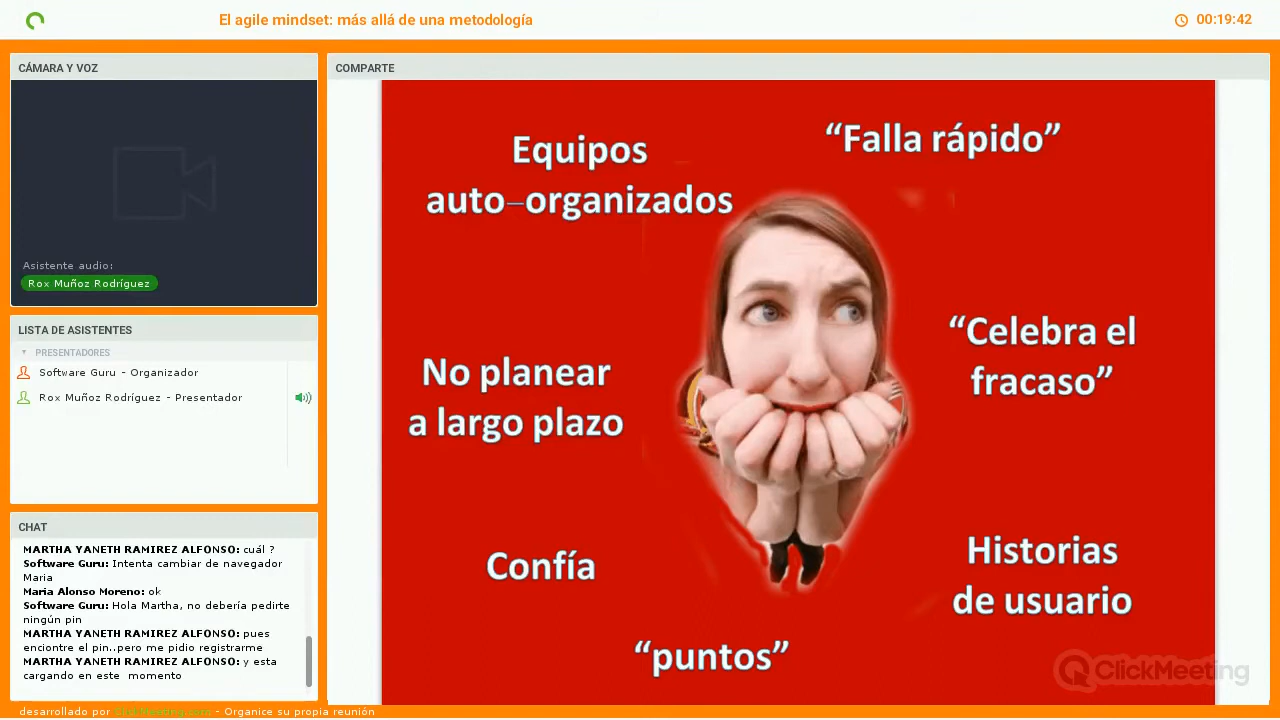 El agile mindset: más allá de una metodología
00:19:42
CÁMARA Y VOZ
Asistente audio:
Rox Muñoz Rodríguez
LISTA DE ASISTENTES
PRESENTADORES
Software Guru - Organizador
Rox Muñoz Rodríguez - Presentador
CHAT
MARTHA YANETH RAMIREZ ALFONSO: cuál ?
Software Guru: Intenta cambiar de navegador
Maria
Maria Alonso Moreno: ok
Software Guru: Hola Martha, no debería pedirte
ningún pin
MARTHA YANETH RAMIREZ ALFONSO: pues
enciontre el pin..pero me pidio registrarme
MARTHA YANETH RAMIREZ ALFONSO: y esta
cargando en este momento
COMPARTE
Equipos
auto–organizados
“Falla rápido”
“Celebra el
fracaso”
No planear
a largo plazo
Confía
Historias
de usuario
“puntos”
ClickMeeting
desarrollado por ClickMeeting.com - Organice su propia reunión